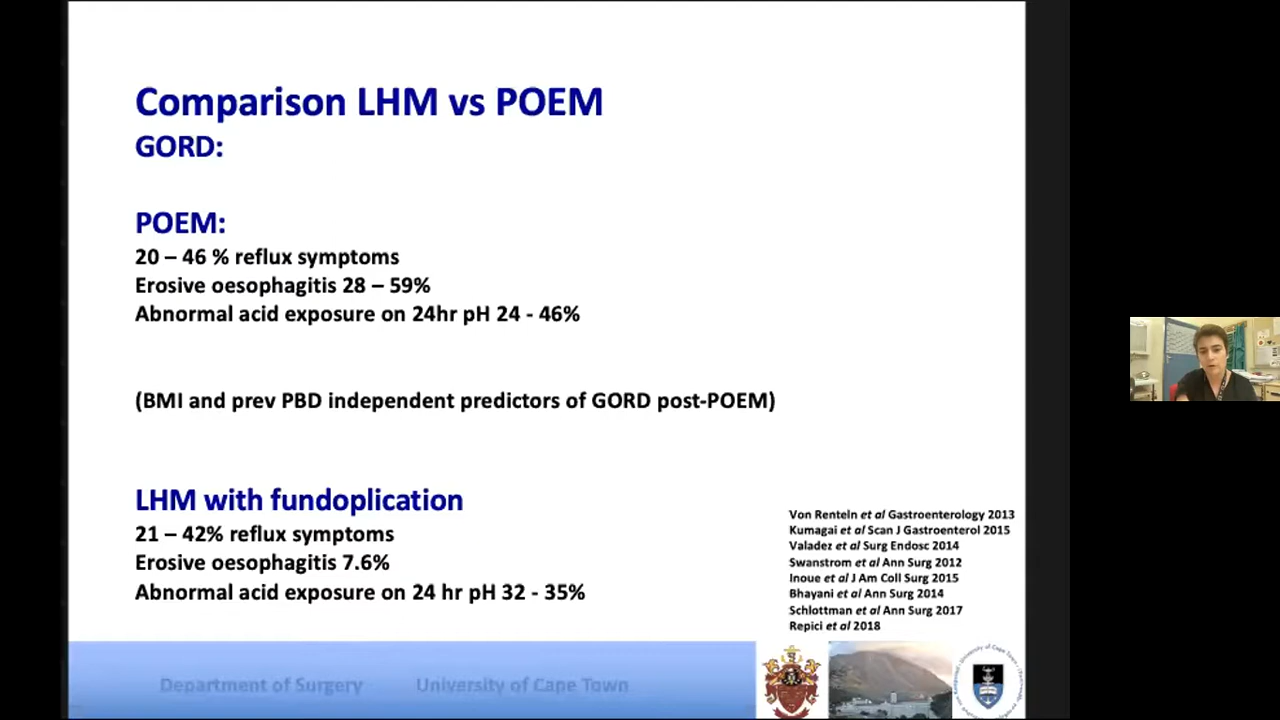 Comparison LHM vs POEM
GORD:
POEM:
20 – 46 % reflux symptoms
Erosive oesophagitis 28 – 59%
Abnormal acid exposure on 24hr pH 24 - 46%
(BMI and prev PBD independent predictors of GORD post-POEM)
LHM with fundoplication
21 – 42% reflux symptoms
Erosive oesophagitis 7.6%
Abnormal acid exposure on 24 hr pH 32 - 35%
Von Renteln et al Gastroenterology 2013
Kumagai et al Scan J Gastroenterol 2015
Valadez et al Surg Endosc 2014
Swanstrom et al Ann Surg 2012
Inoue et al J Am Coll Surg 2015
Bhayani et al Ann Surg 2014
Schlottman et al Ann Surg 2017
Repici et al 2018
Department of Surgery University of Cape Town